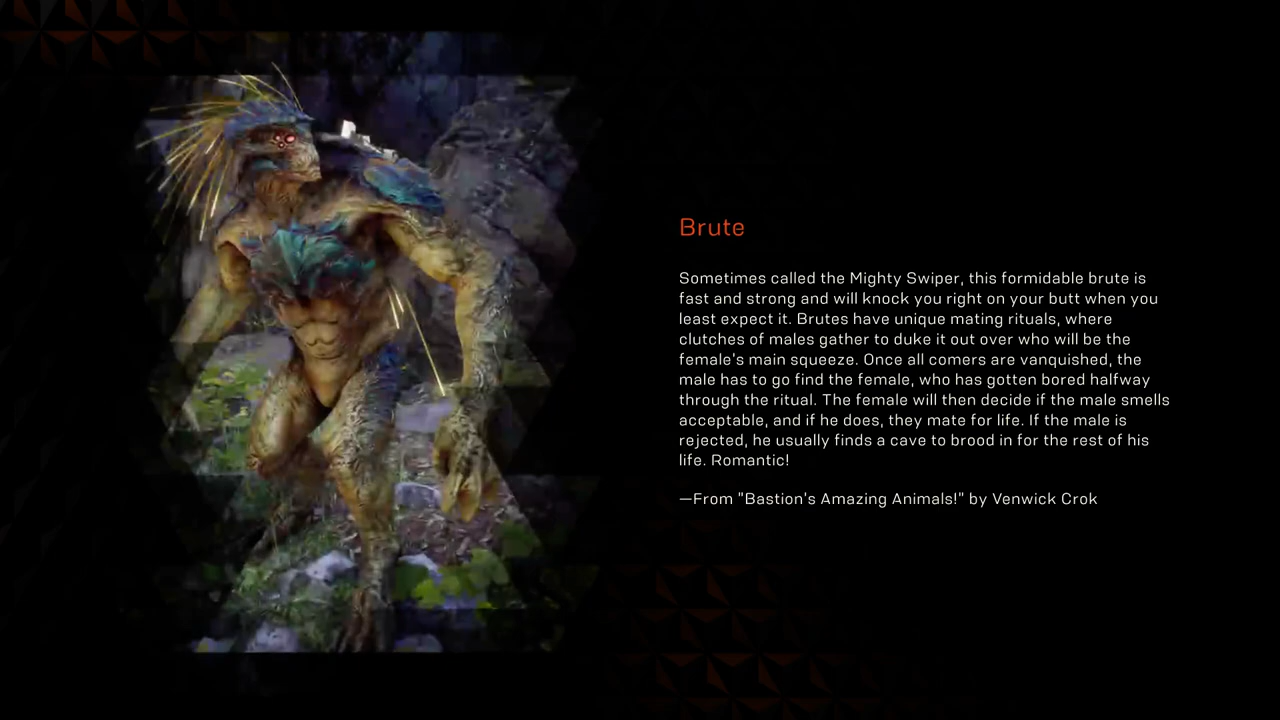 Brute
Sometimes called the Mighty Swiper, this formidable brute is
fast and strong and will knock you right on your butt when you
least expect it. Brutes have unique mating rituals, where
clutches of males gather to duke it out over who will be the
female's main squeeze. Once all comers are vanquished, the
male has to go find the female, who has gotten bored halfway
through the ritual. The female will then decide if the male smells
acceptable, and if he does, they mate for life. If the male is
rejected, he usually finds a cave to brood in for the rest of his
life. Romantic!
—From "Bastion's Amazing Animals!" by Venwick Crok